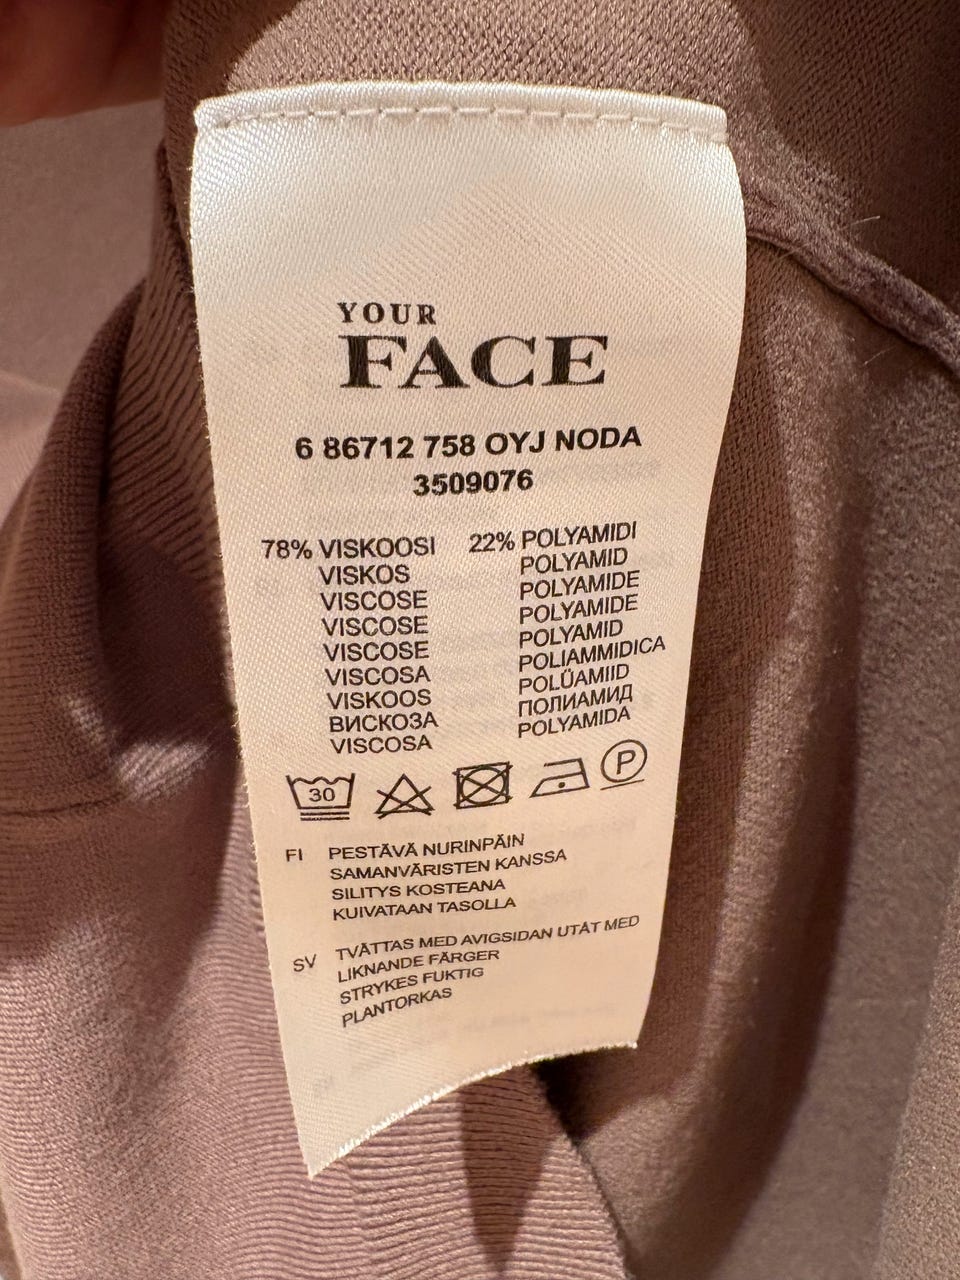 YOUR
FACE
6 86712 758 OYJ NODA
3509076
78% VISKOOSI 22% POLYAMIDI
VISKOS POLYAMID
VISCOSE POLYAMIDE
VISCOSE POLYAMIDE
VISCOSE POLYAMID
VISCOSA POLIAMMIDICA
VISKOOS POLÜAMIID
ВИСКОЗА ПОЛИАМИД
VISCOSA POLYAMIDA
30 P
FI PESTÄVÄ NURINPÄIN
SAMANVÄRISTEN KANSSA
SILITYS KOSTEANA
KUIVATAAN TASOLLA
SV TVÄTTAS MED AVIGSIDAN UTÅT MED
LIKNANDE FÄRGER
STRYKES FUKTIG
PLANTORKAS